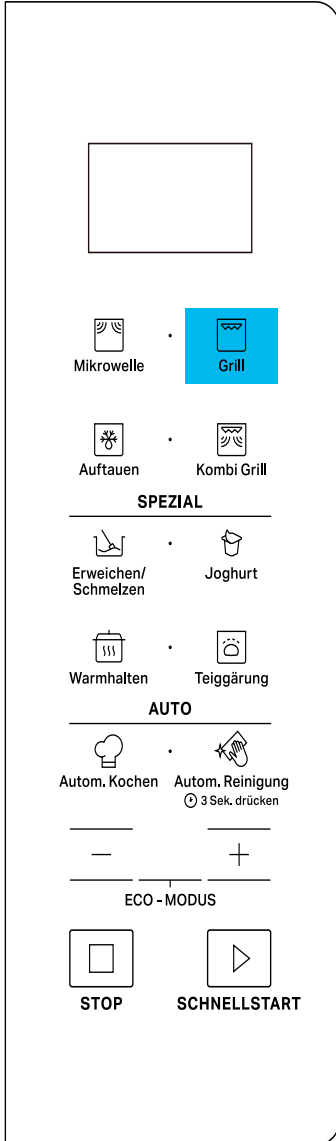 Mikrowelle Grill
Auftauen Kombi Grill
SPEZIAL
Erweichen/ Joghurt
Schmelzen
Warmhalten Teiggärung
AUTO
Autom. Kochen Autom. Reinigung
3 Sek. drücken
− +
ECO - MODUS
STOP SCHNELLSTART